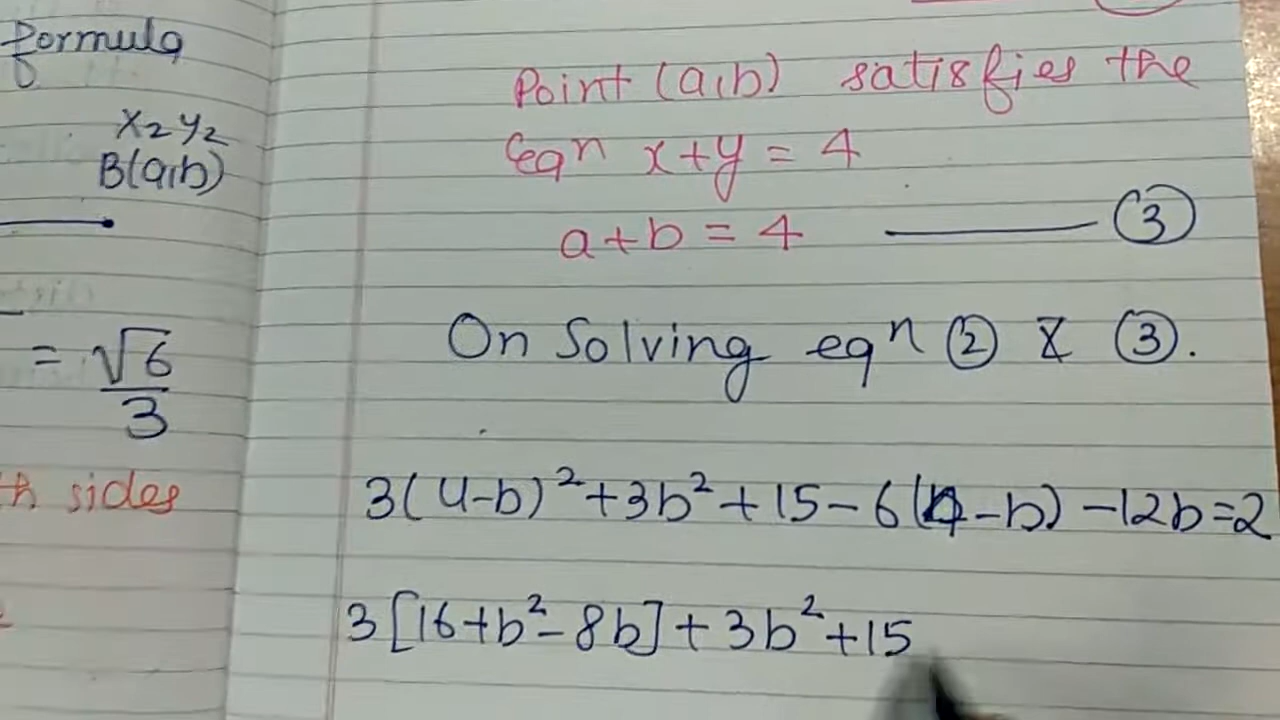 formula
x₂ y₂
B(a,b)
= √6/3
sides
Point (a,b) satisfies the
eqⁿ x+y = 4
a+b = 4 ——— ③
On Solving eqⁿ ② & ③.
3(4-b)²+3b²+15-6(4-b)-12b=2
3[16+b²-8b]+3b²+15